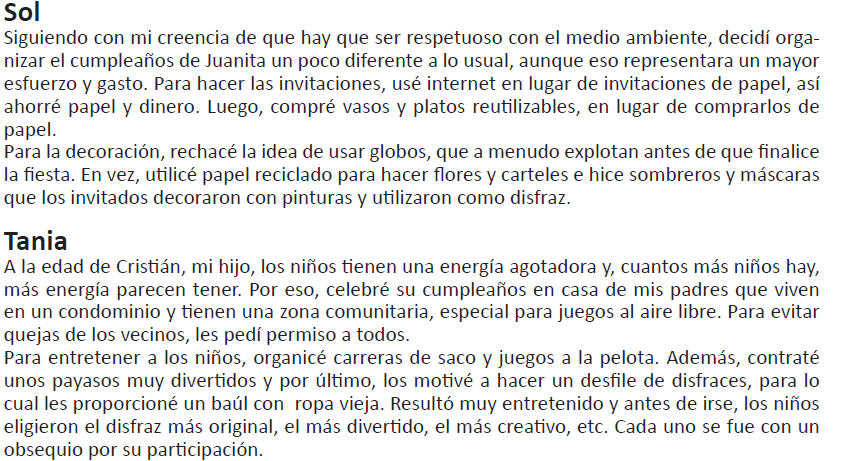 Sol
Siguiendo con mi creencia de que hay que ser respetuoso con el medio ambiente, decidí orga-
nizar el cumpleaños de Juanita un poco diferente a lo usual, aunque eso representara un mayor
esfuerzo y gasto. Para hacer las invitaciones, usé internet en lugar de invitaciones de papel, así
ahorré papel y dinero. Luego, compré vasos y platos reutilizables, en lugar de comprarlos de
papel.
Para la decoración, rechacé la idea de usar globos, que a menudo explotan antes de que finalice
la fiesta. En vez, utilicé papel reciclado para hacer flores y carteles e hice sombreros y máscaras
que los invitados decoraron con pinturas y utilizaron como disfraz.
Tania
A la edad de Cristián, mi hijo, los niños tienen una energía agotadora y, cuantos más niños hay,
más energía parecen tener. Por eso, celebré su cumpleaños en casa de mis padres que viven
en un condominio y tienen una zona comunitaria, especial para juegos al aire libre. Para evitar
quejas de los vecinos, les pedí permiso a todos.
Para entretener a los niños, organicé carreras de saco y juegos a la pelota. Además, contraté
unos payasos muy divertidos y por último, los motivé a hacer un desfile de disfraces, para lo
cual les proporcioné un baúl con  ropa vieja. Resultó muy entretenido y antes de irse, los niños
eligieron el disfraz más original, el más divertido, el más creativo, etc. Cada uno se fue con un
obsequio por su participación.